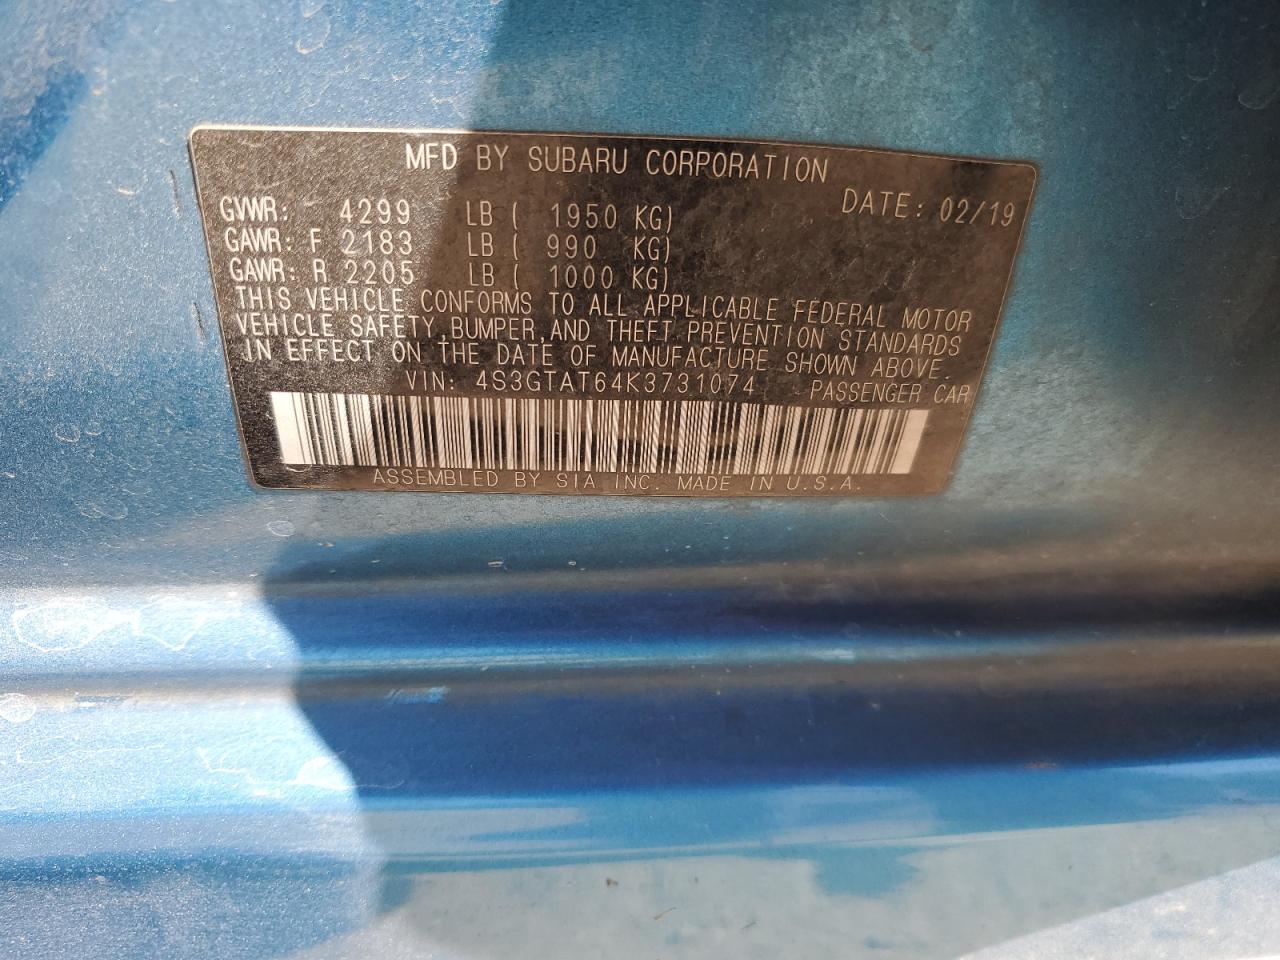 MFD BY SUBARU CORPORATION
DATE: 02/19
GVWR: 4299 LB ( 1950 KG)
GAWR: F 2183 LB ( 990 KG)
GAWR: R 2205 LB ( 1000 KG)
THIS VEHICLE CONFORMS TO ALL APPLICABLE FEDERAL MOTOR
VEHICLE SAFETY,BUMPER,AND THEFT PREVENTION STANDARDS
IN EFFECT ON THE DATE OF MANUFACTURE SHOWN ABOVE.
VIN: 4S3GTAT64K3731074 PASSENGER CAR
ASSEMBLED BY SIA INC. MADE IN U.S.A.